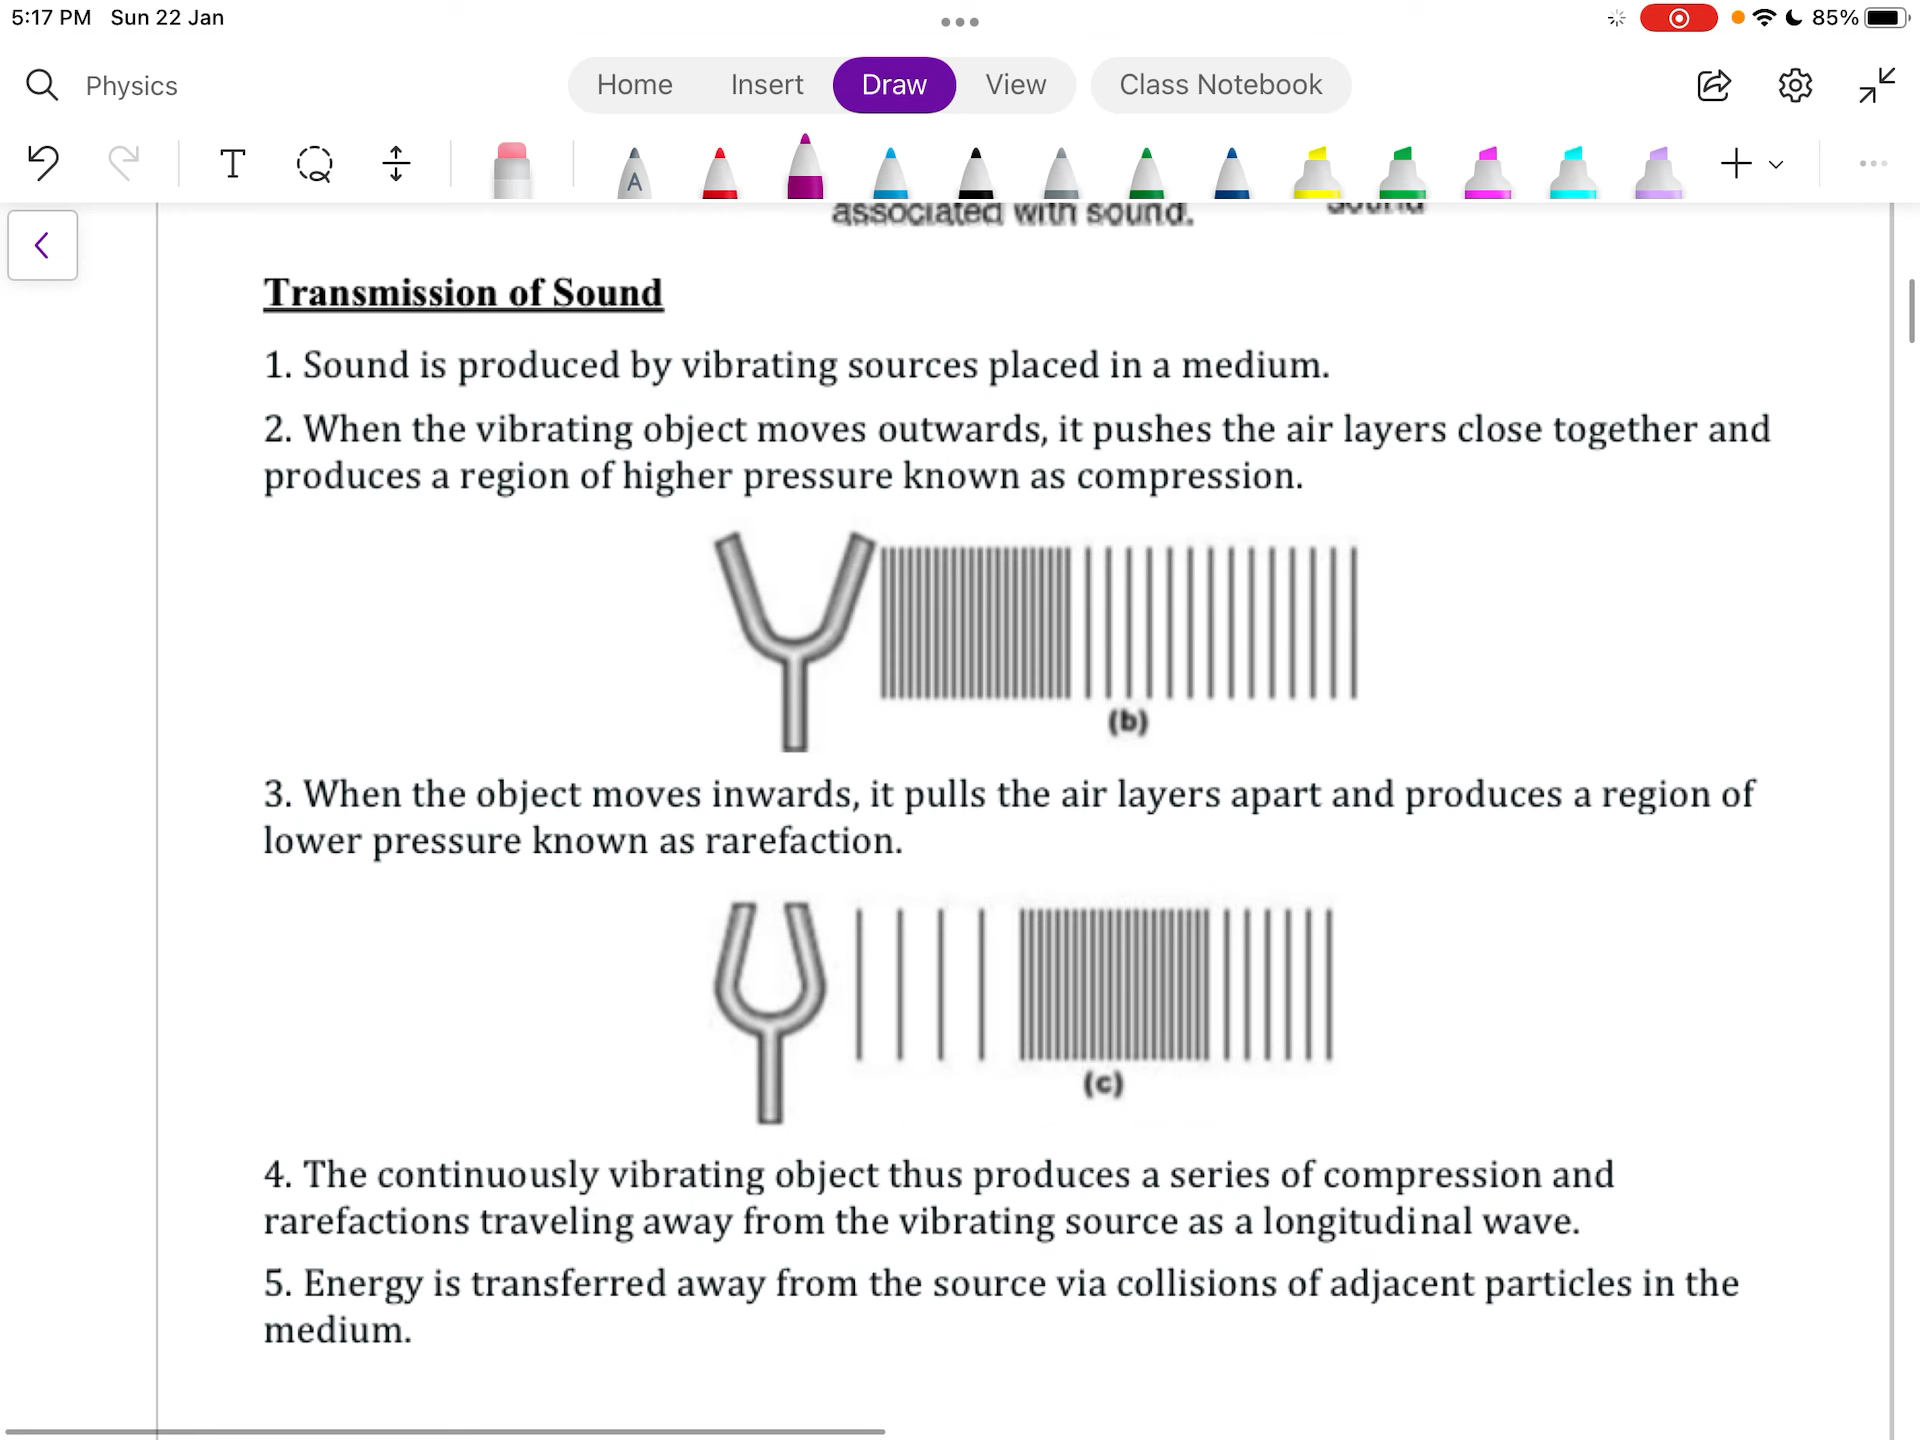 5:17 PM Sun 22 Jan
85%
Physics
Home
Insert
Draw
View
Class Notebook
T
A
associated with sound.
sound
Transmission of Sound
1. Sound is produced by vibrating sources placed in a medium.
2. When the vibrating object moves outwards, it pushes the air layers close together and
produces a region of higher pressure known as compression.
(b)
3. When the object moves inwards, it pulls the air layers apart and produces a region of
lower pressure known as rarefaction.
(c)
4. The continuously vibrating object thus produces a series of compression and
rarefactions traveling away from the vibrating source as a longitudinal wave.
5. Energy is transferred away from the source via collisions of adjacent particles in the
medium.